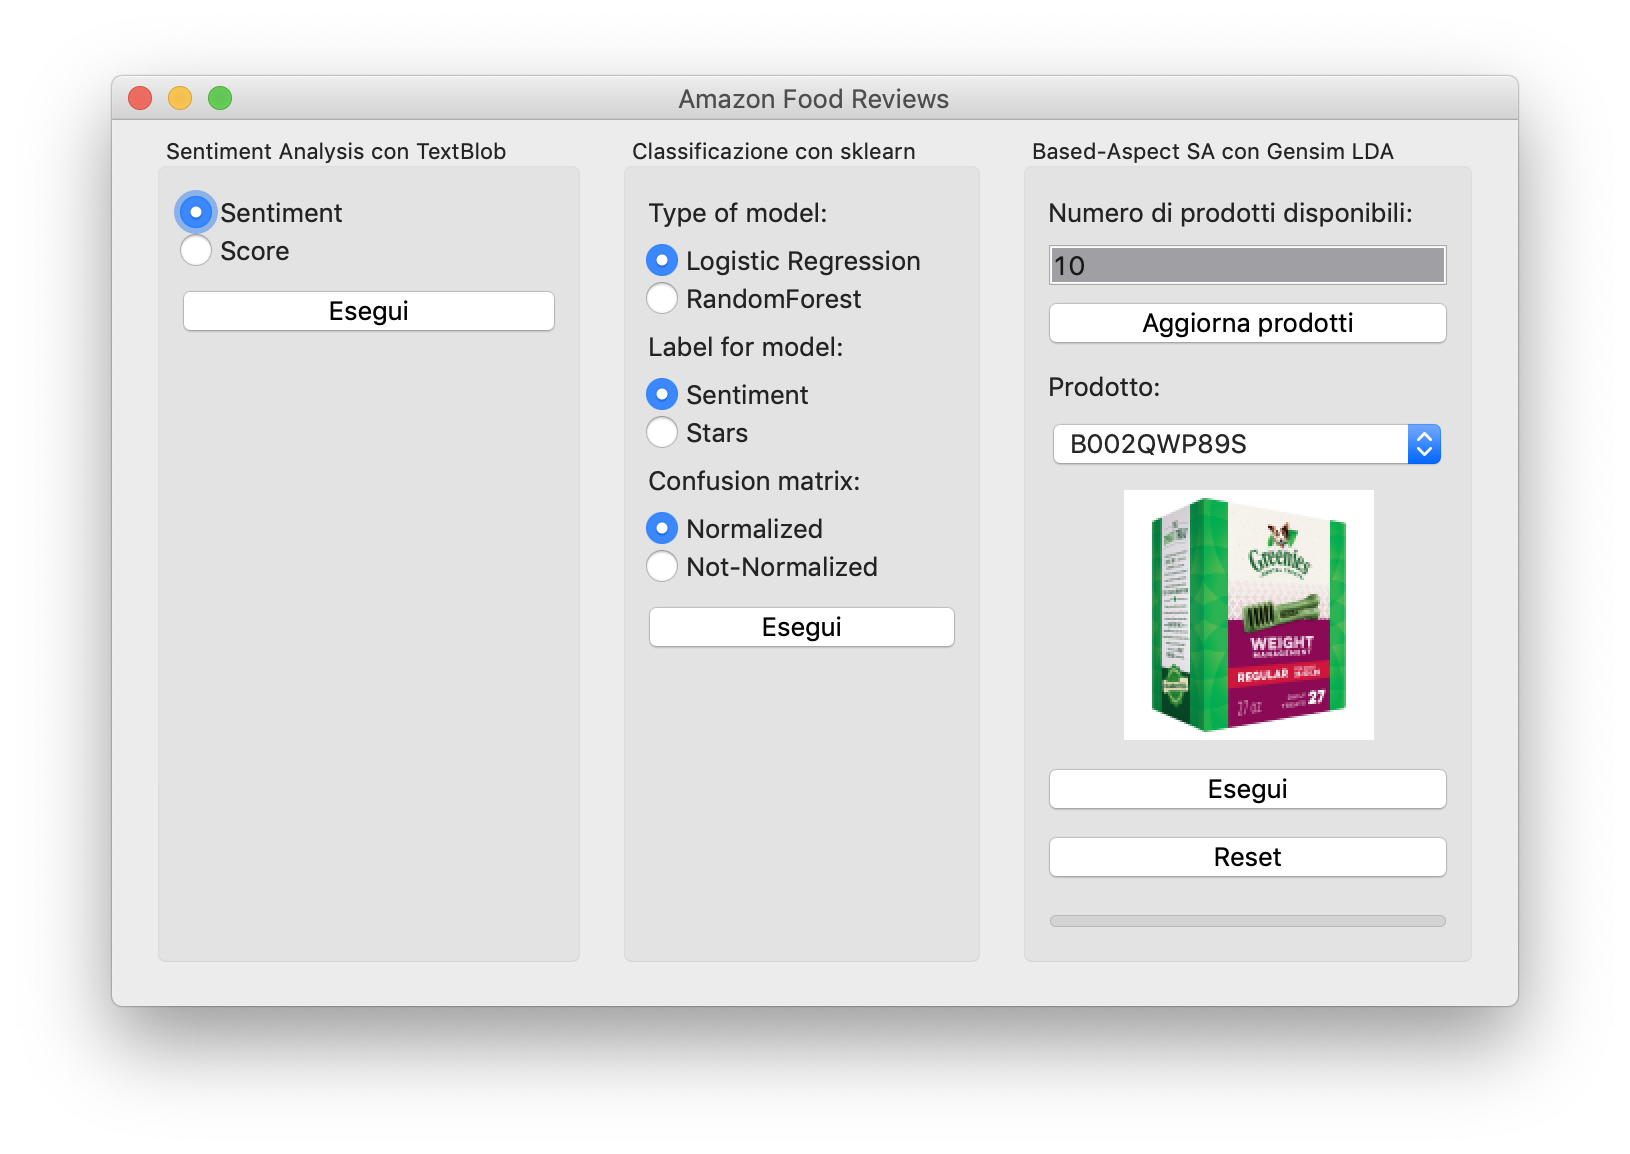 Amazon Food Reviews
Sentiment Analysis con TextBlob
Sentiment
Score
Esegui
Classificazione con sklearn
Type of model:
Logistic Regression
RandomForest
Label for model:
Sentiment
Stars
Confusion matrix:
Normalized
Not-Normalized
Esegui
Based-Aspect SA con Gensim LDA
Numero di prodotti disponibili:
10
Aggiorna prodotti
Prodotto:
B002QWP89S
Greenies
WEIGHT
MANAGEMENT
REGULAR
27 oz
27
Esegui
Reset